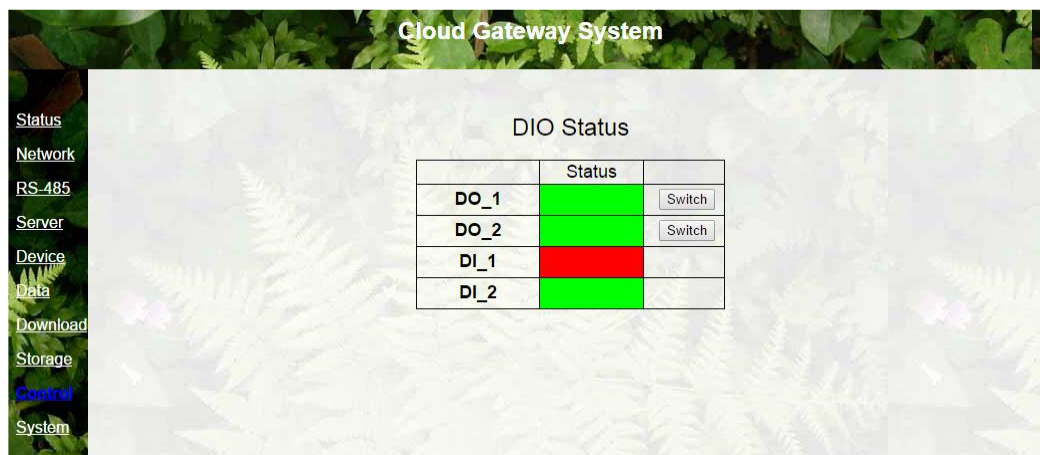 Cloud Gateway System
Status
Network
RS-485
Server
Device
Data
Download
Storage
Control
System
DIO Status
Status
DO_1 Switch
DO_2 Switch
DI_1
DI_2